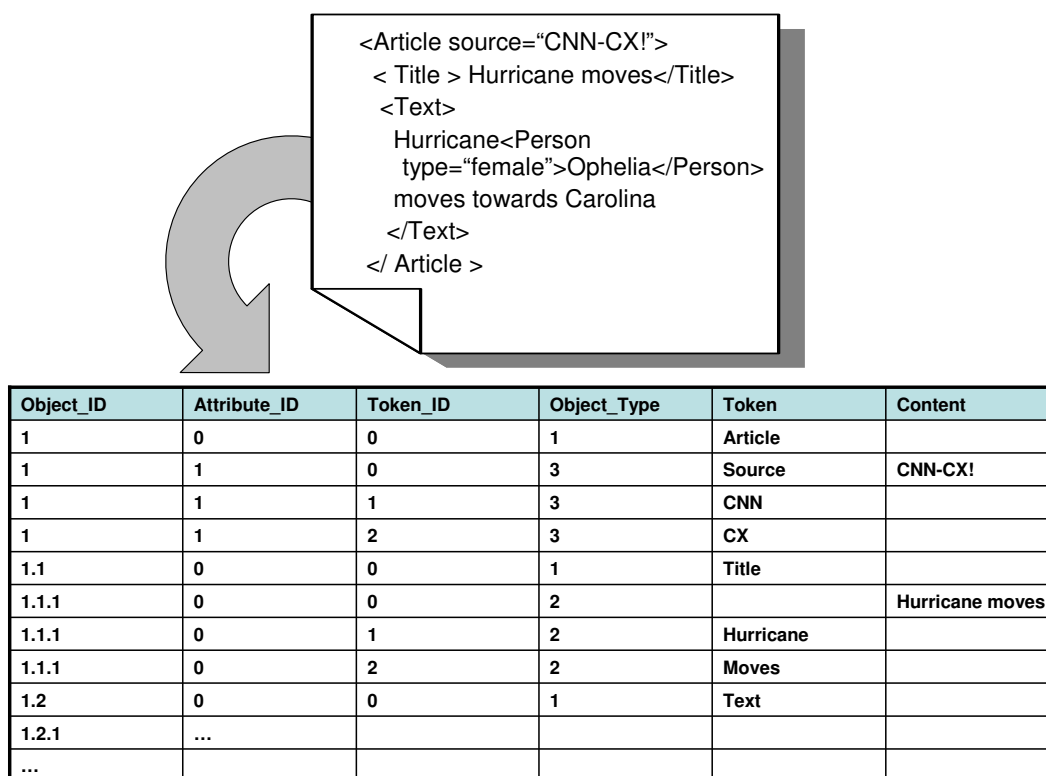 <Article source=“CNN-CX!”>
< Title > Hurricane moves</Title>
<Text>
Hurricane<Person
type=“female”>Ophelia</Person>
moves towards Carolina
</Text>
</ Article >
Object_ID Attribute_ID Token_ID Object_Type Token Content
1 0 0 1 Article
1 1 0 3 Source CNN-CX!
1 1 1 3 CNN
1 1 2 3 CX
1.1 0 0 1 Title
1.1.1 0 0 2 Hurricane moves
1.1.1 0 1 2 Hurricane
1.1.1 0 2 2 Moves
1.2 0 0 1 Text
1.2.1 …
…